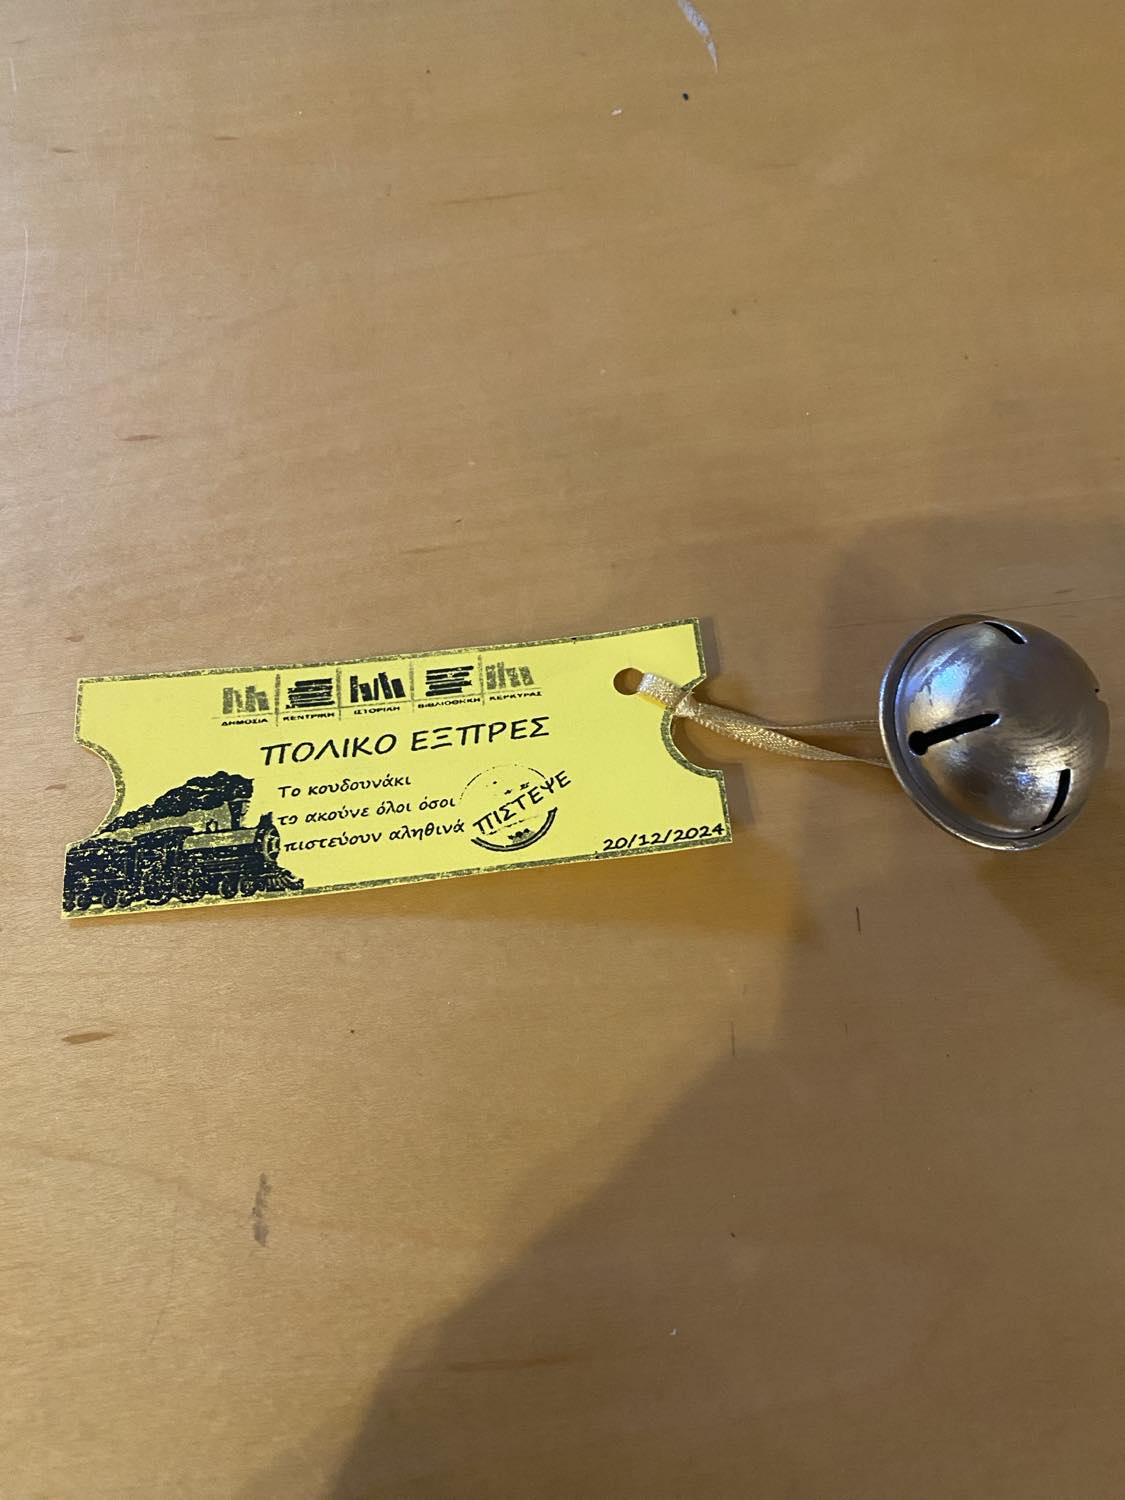 ΔΗΜΟΣΙΑ ΚΕΝΤΡΙΚΗ ΙΣΤΟΡΙΚΗ ΒΙΒΛΙΟΘΗΚΗ ΚΕΡΚΥΡΑΣ
ΠΟΛΙΚΟ ΕΞΠΡΕΣ
Το κουδουνάκι
το ακούνε όλοι όσοι
πιστεύουν αληθινά
ΠΙΣΤΕΨΕ
20/12/2024